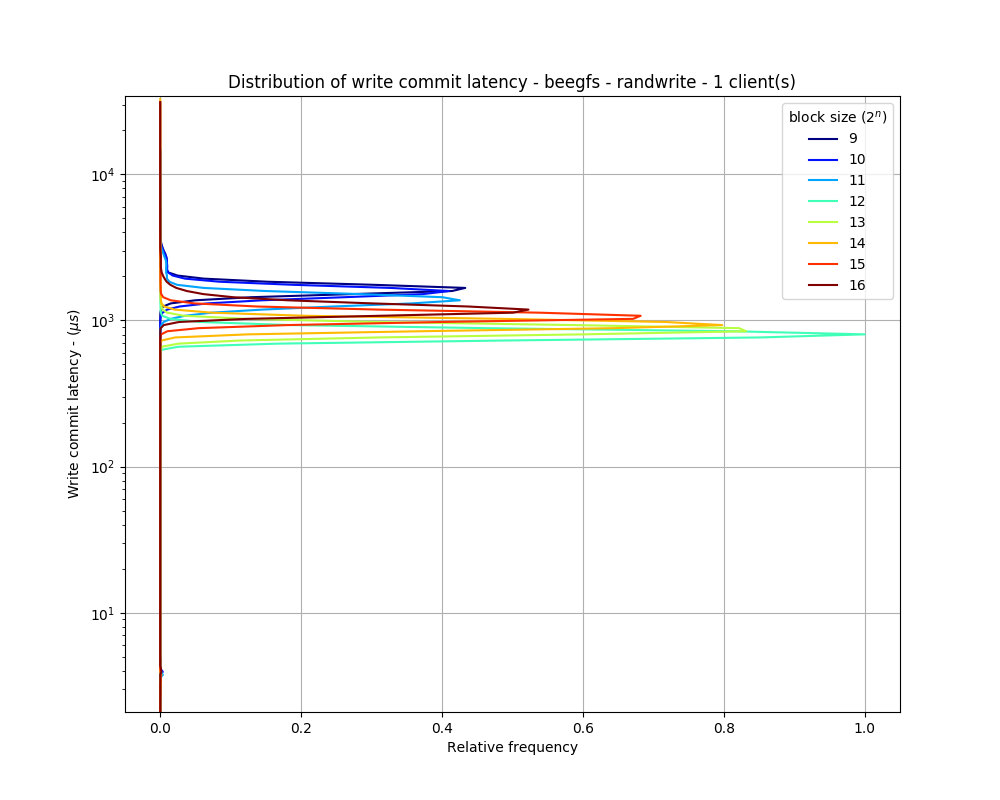 Distribution of write commit latency - beegfs - randwrite - 1 client(s)
block size (2ⁿ)
9
10
11
12
13
14
15
16
10⁴
10³
10²
10¹
Write commit latency - (μs)
0.0 0.2 0.4 0.6 0.8 1.0
Relative frequency